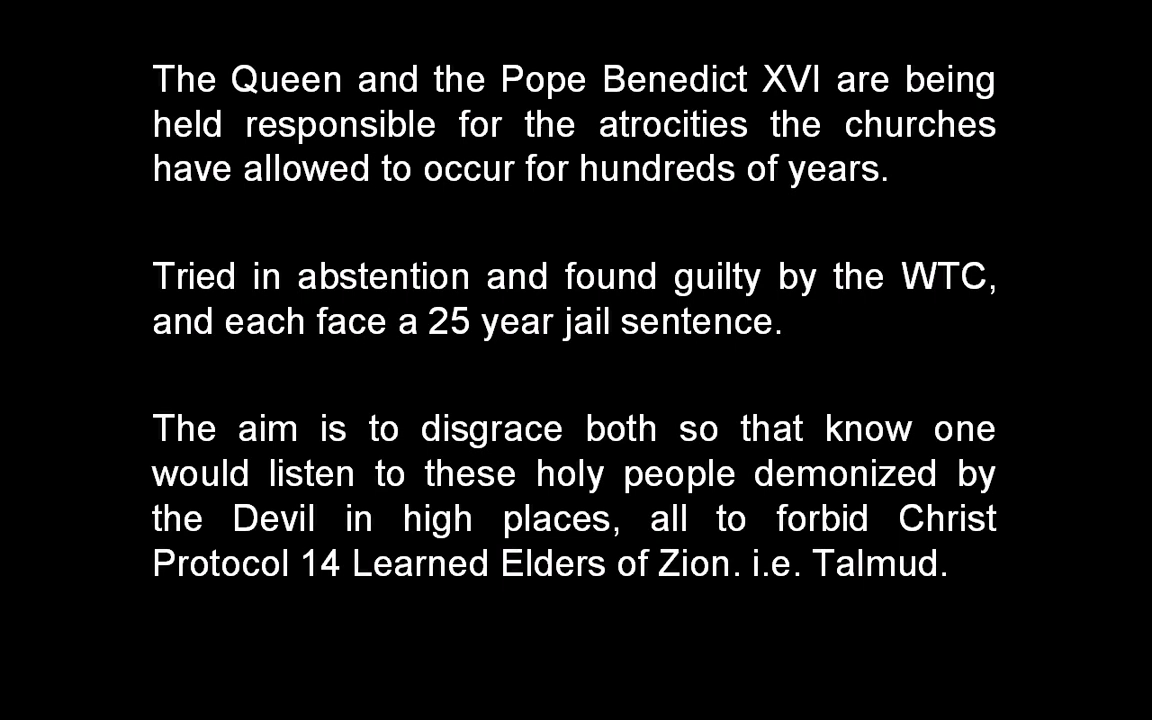 The Queen and the Pope Benedict XVI are being
held responsible for the atrocities the churches
have allowed to occur for hundreds of years.
Tried in abstention and found guilty by the WTC,
and each face a 25 year jail sentence.
The aim is to disgrace both so that know one
would listen to these holy people demonized by
the Devil in high places, all to forbid Christ
Protocol 14 Learned Elders of Zion. i.e. Talmud.